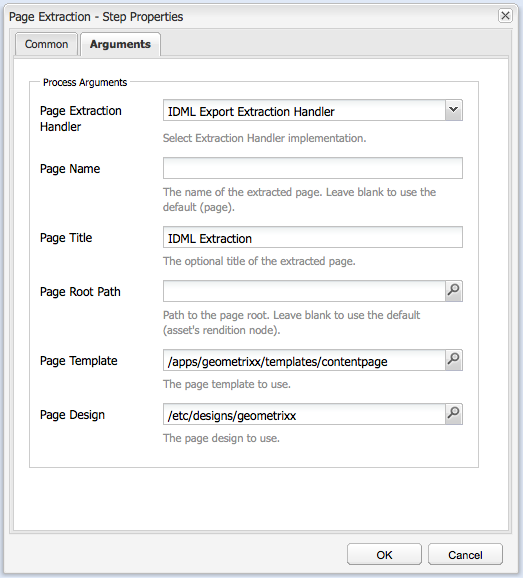 Page Extraction - Step Properties
Common
Arguments
Process Arguments
Page Extraction
Handler
IDML Export Extraction Handler
Select Extraction Handler implementation.
Page Name
The name of the extracted page. Leave blank to use the
default (page).
Page Title
IDML Extraction
The optional title of the extracted page.
Page Root Path
Path to the page root. Leave blank to use the default
(asset's rendition node).
Page Template
/apps/geometrixx/templates/contentpage
The page template to use.
Page Design
/etc/designs/geometrixx
The page design to use.
OK
Cancel